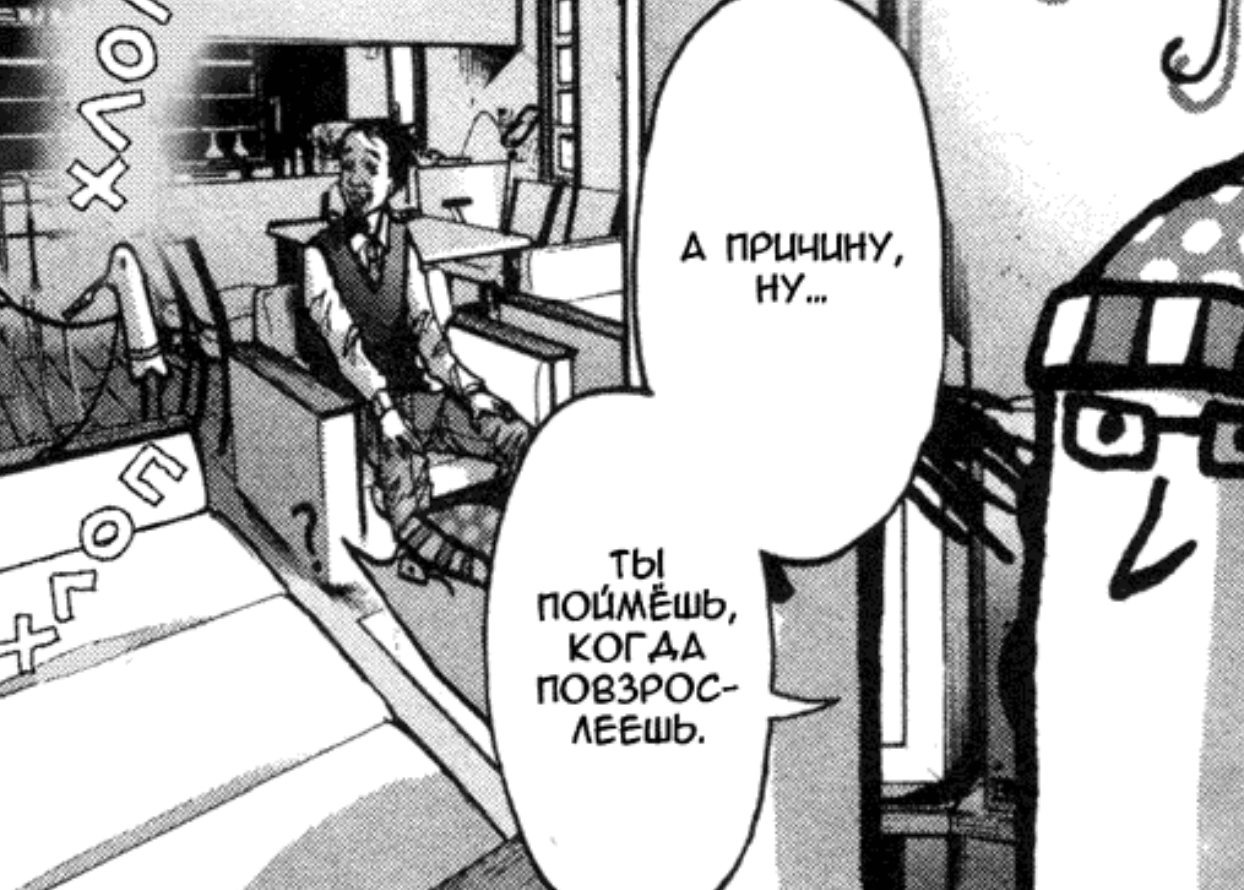 ХЛОП
А ПРИЧИНУ,
НУ...
ТЫ
ПОЙМЁШЬ,
КОГДА
ПОВЗРОС-
ЛЕЕШЬ.
?
ХЛОП